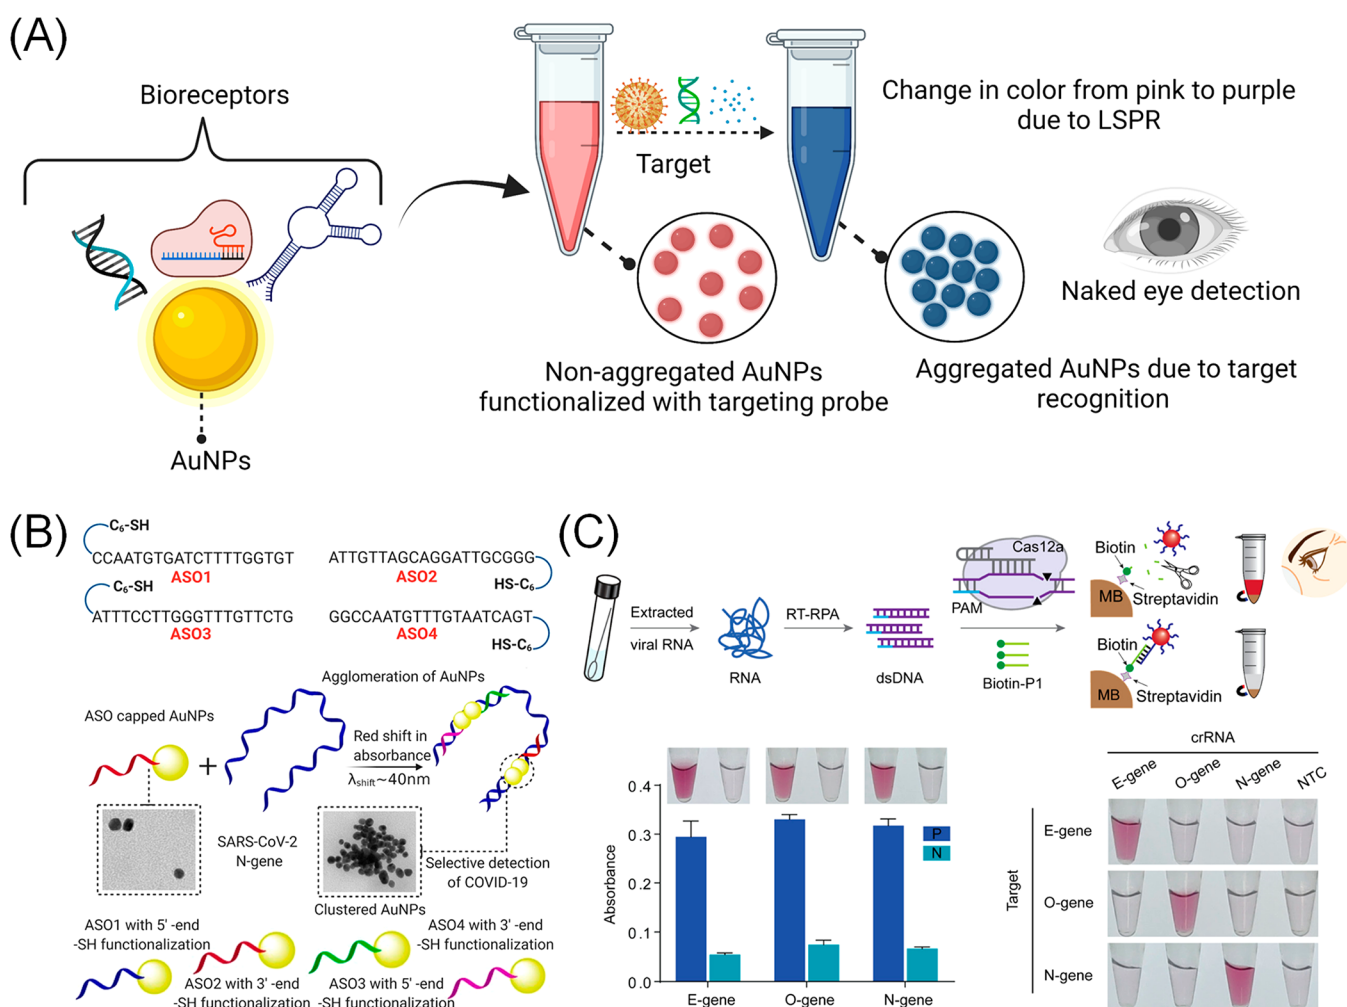 (A)
Bioreceptors
AuNPs
Target
Change in color from pink to purple
due to LSPR
Naked eye detection
Non-aggregated AuNPs
functionalized with targeting probe
Aggregated AuNPs due to target
recognition
(B)
C6-SH
CCAATGTGATCTTTTGGTGT
ASO1
ATTGTTAGCAGGATTGCGGG
ASO2
HS-C6
C6-SH
ATTTCCTTGGGTTTGTTCTG
ASO3
GGCCAATGTTTGTAATCAGT
ASO4
HS-C6
Agglomeration of AuNPs
ASO capped AuNPs
+
Red shift in
absorbance
λshift~40nm
SARS-CoV-2
N-gene
Clustered AuNPs
Selective detection
of COVID-19
ASO1 with 5' -end
-SH functionalization
ASO2 with 3' -end
-SH functionalization
ASO3 with 5' -end
-SH functionalization
ASO4 with 3' -end
-SH functionalization
(C)
Extracted
viral RNA
RNA
RT-RPA
dsDNA
Cas12a
PAM
Biotin-P1
Biotin
MB
Streptavidin
Biotin
MB
Streptavidin
Absorbance
0.4
0.3
0.2
0.1
0.0
P
N
E-gene
O-gene
N-gene
crRNA
E-gene
O-gene
N-gene
NTC
Target
E-gene
O-gene
N-gene